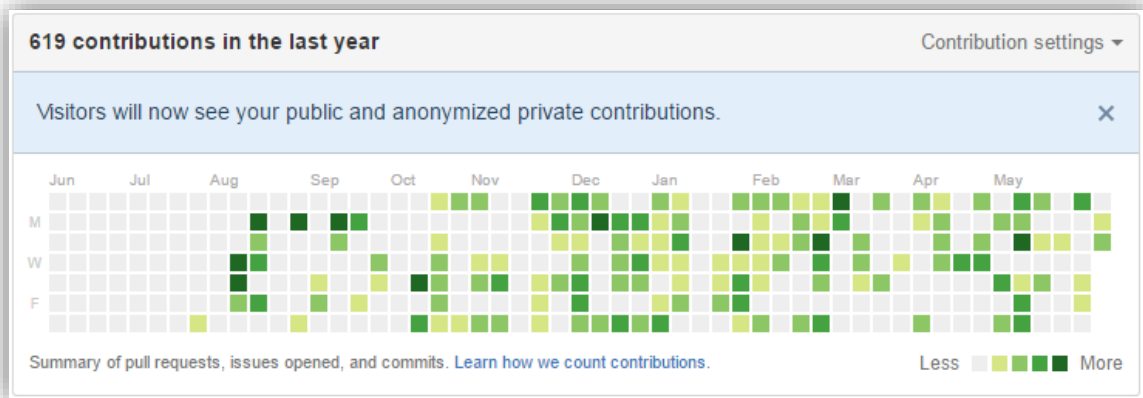 619 contributions in the last year
Contribution settings
Visitors will now see your public and anonymized private contributions.
×
Jun Jul Aug Sep Oct Nov Dec Jan Feb Mar Apr May
M
W
F
Summary of pull requests, issues opened, and commits. Learn how we count contributions.
Less More